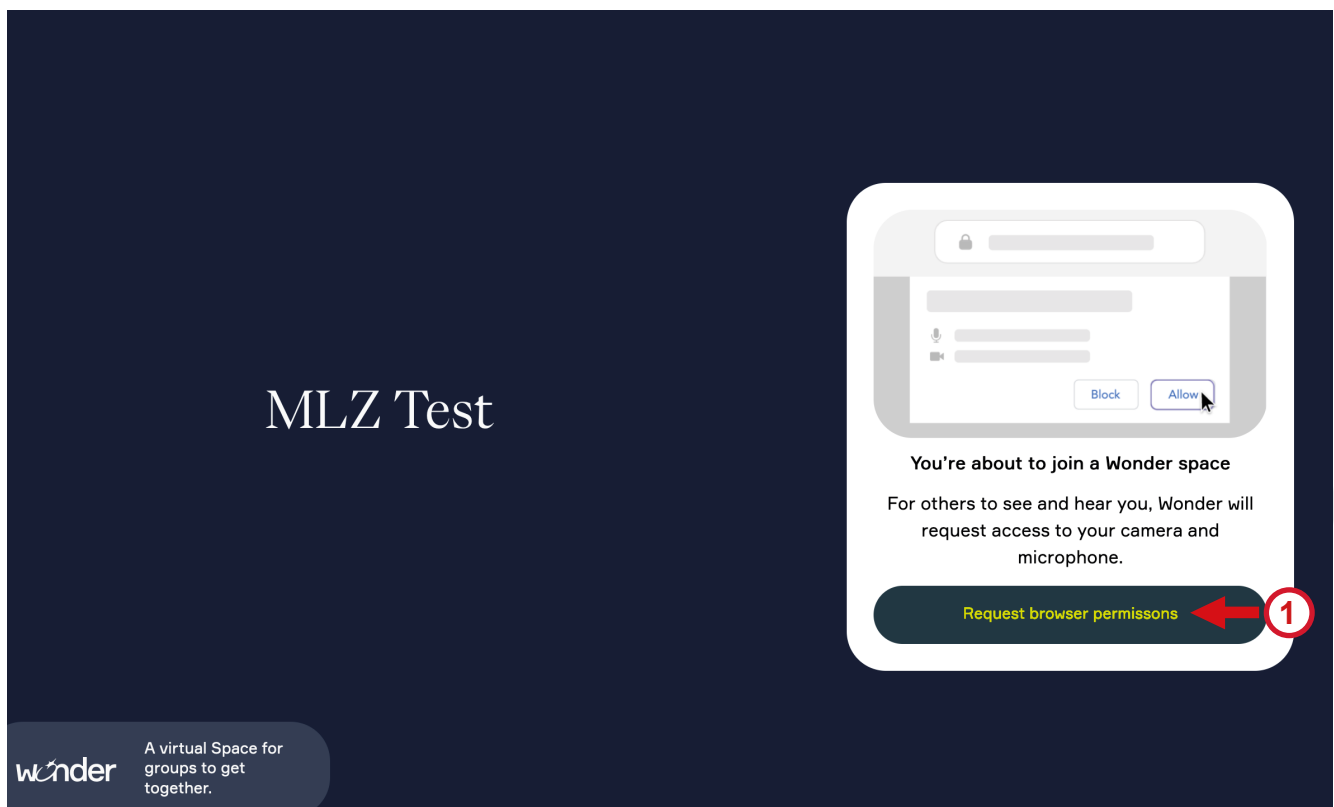 MLZ Test
Block
Allow
You're about to join a Wonder space
For others to see and hear you, Wonder will
request access to your camera and
microphone.
Request browser permissons
1
wonder
A virtual Space for
groups to get
together.